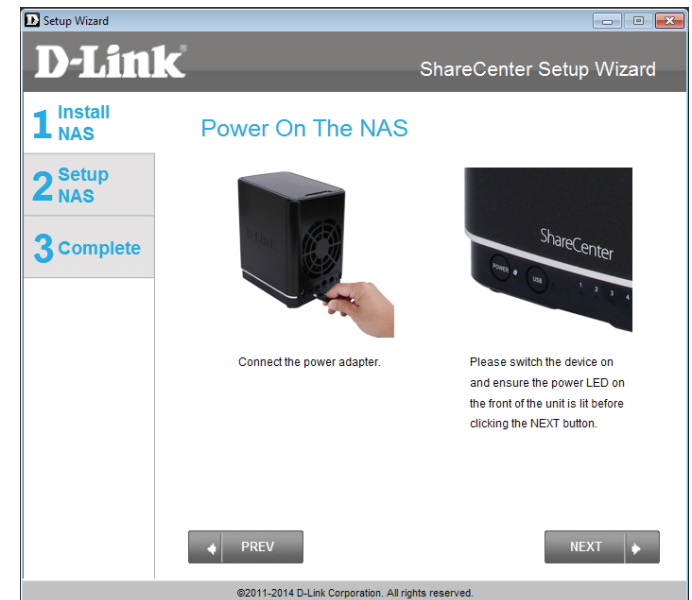 Setup Wizard
D-Link
ShareCenter Setup Wizard
1 Install
NAS
2 Setup
NAS
3 Complete
Power On The NAS
D-Link
ShareCenter
POWER
USB
1 2 3 4
Connect the power adapter.
Please switch the device on
and ensure the power LED on
the front of the unit is lit before
clicking the NEXT button.
PREV
NEXT
©2011-2014 D-Link Corporation. All rights reserved.